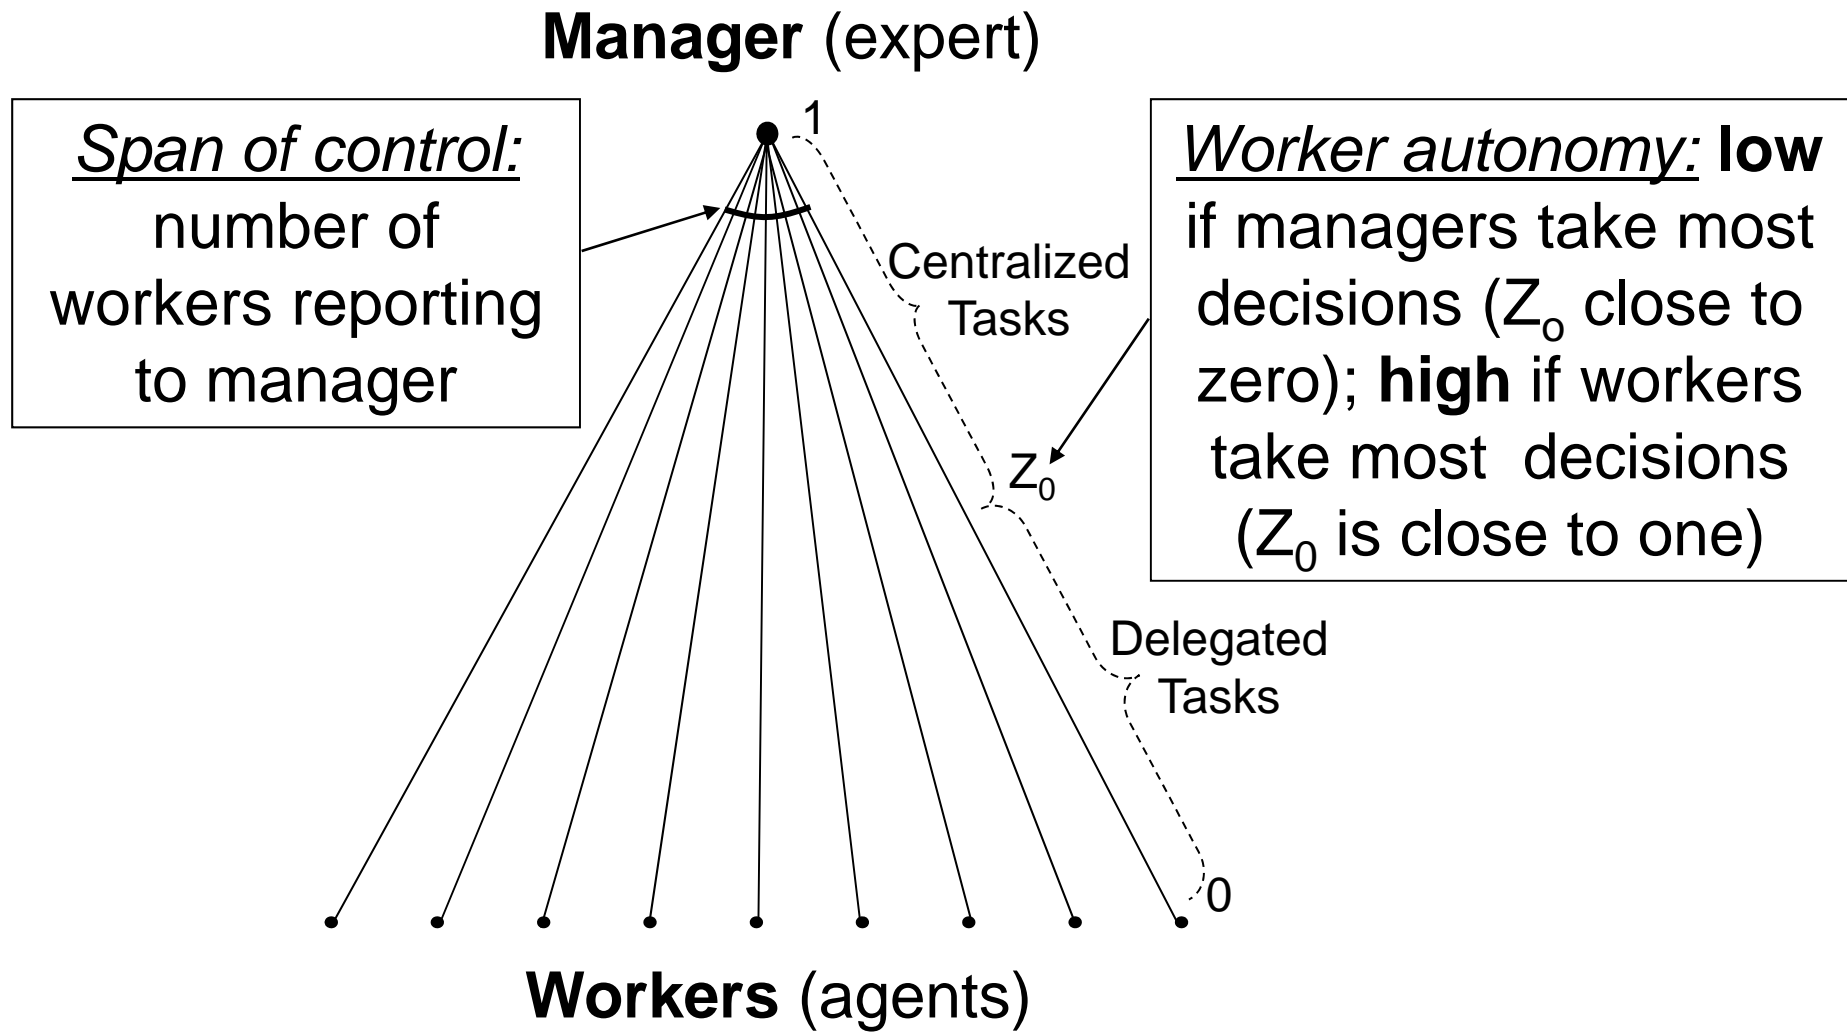 Manager (expert)
Span of control:
number of
workers reporting
to manager
1
Centralized
Tasks
Z₀
Worker autonomy: low
if managers take most
decisions (Zₒ close to
zero); high if workers
take most decisions
(Z₀ is close to one)
Delegated
Tasks
0
Workers (agents)